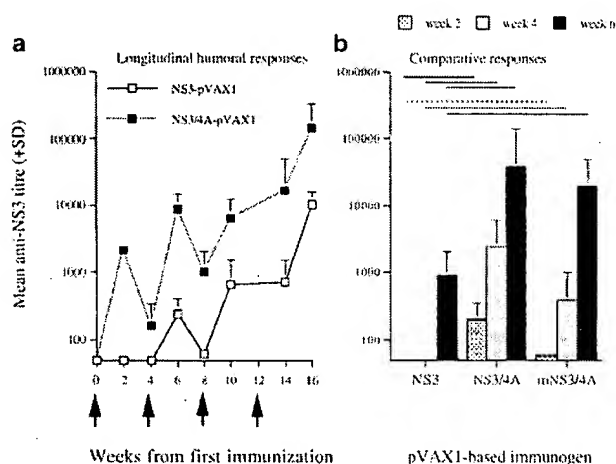 week 2 week 4 week 6
a
b
Longitudinal humoral responses
Comparative responses
NS3-pVAX1
NS3/4A-pVAX1
Mean anti-NS3 titre (+SD)
1000000
100000
10000
1000
100
0 2 4 6 8 10 12 14 16
Weeks from first immunization
1000000
100000
10000
1000
100
NS3 NS3/4A mNS3/4A
pVAX1-based immunogen